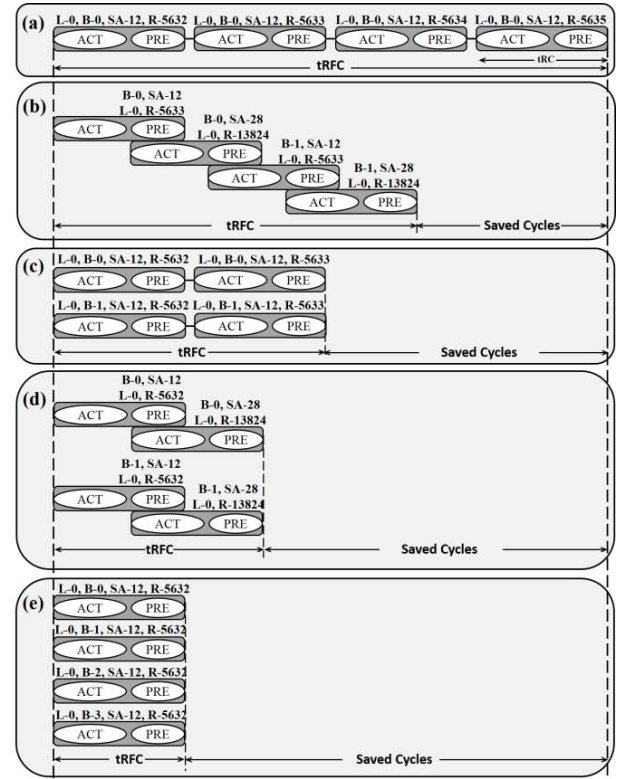 (a)
L-0, B-0, SA-12, R-5632 L-0, B-0, SA-12, R-5633 L-0, B-0, SA-12, R-5634 L-0, B-0, SA-12, R-5635
ACT PRE ACT PRE ACT PRE ACT PRE
tRC
tRFC
(b)
B-0, SA-12
L-0, R-5633
ACT PRE
B-0, SA-28
L-0, R-13824
ACT PRE
B-1, SA-12
L-0, R-5633
ACT PRE
B-1, SA-28
L-0, R-13824
ACT PRE
tRFC Saved Cycles
(c)
L-0, B-0, SA-12, R-5632 L-0, B-0, SA-12, R-5633
ACT PRE ACT PRE
L-0, B-1, SA-12, R-5632 L-0, B-1, SA-12, R-5633
ACT PRE ACT PRE
tRFC Saved Cycles
(d)
B-0, SA-12
L-0, R-5632
ACT PRE
B-0, SA-28
L-0, R-13824
ACT PRE
B-1, SA-12
L-0, R-5632
ACT PRE
B-1, SA-28
L-0, R-13824
ACT PRE
tRFC Saved Cycles
(e)
L-0, B-0, SA-12, R-5632
ACT PRE
L-0, B-1, SA-12, R-5632
ACT PRE
L-0, B-2, SA-12, R-5632
ACT PRE
L-0, B-3, SA-12, R-5632
ACT PRE
tRFC Saved Cycles